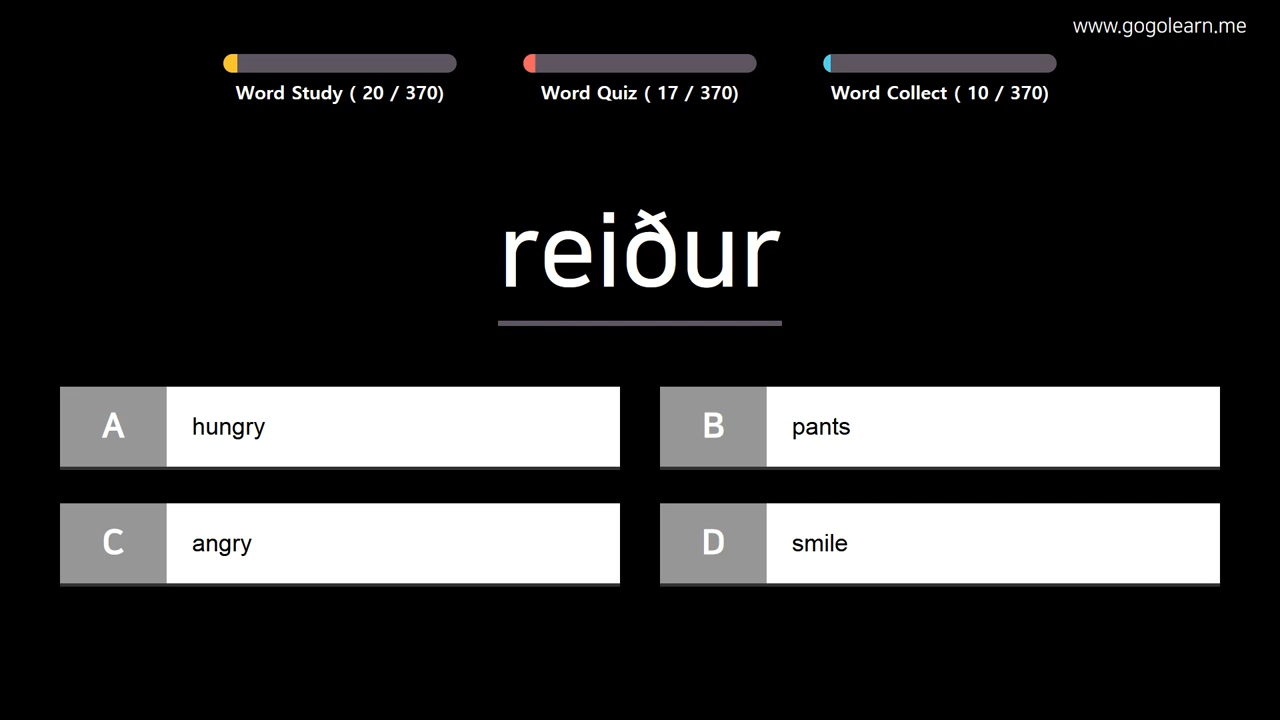 www.gogolearn.me
Word Study ( 20 / 370)
Word Quiz ( 17 / 370)
Word Collect ( 10 / 370)
reiður
A hungry
B pants
C angry
D smile